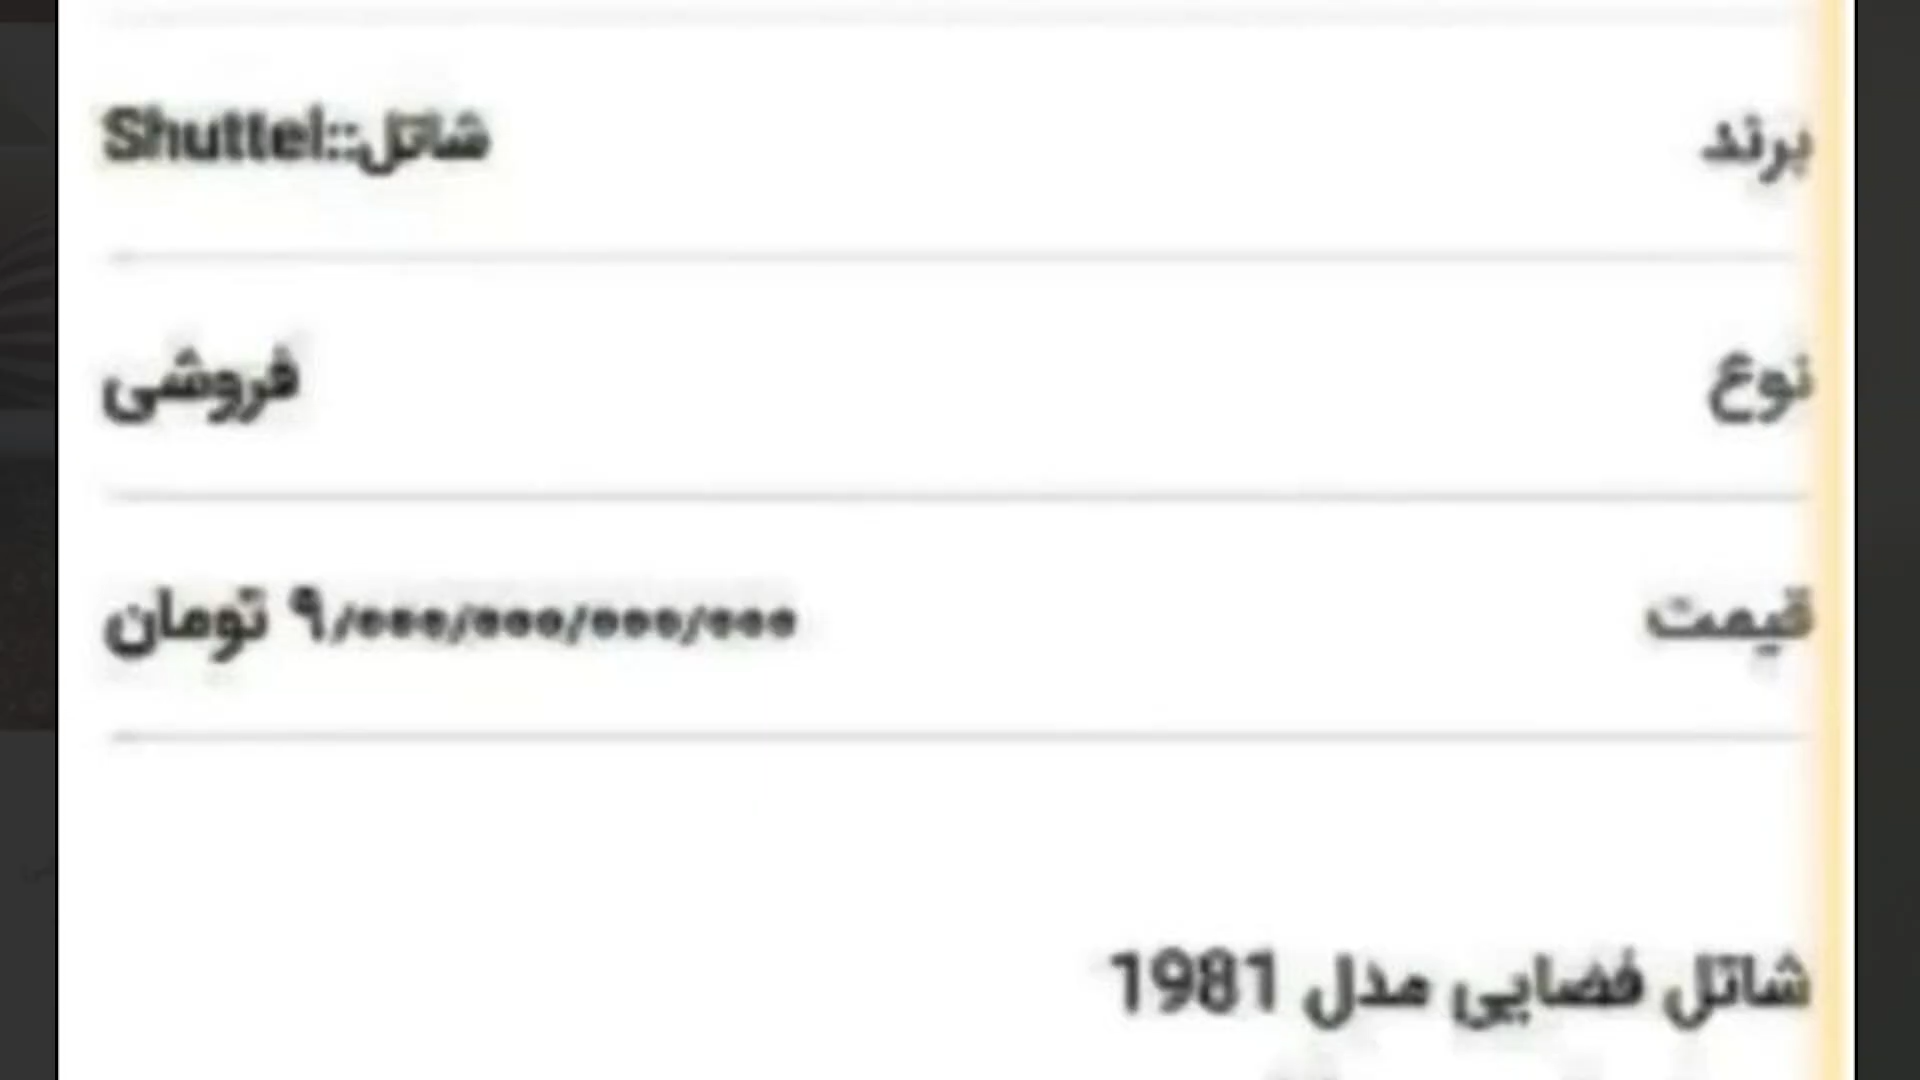 برند شاتل::Shuttel
نوع فروشی
قیمت ۹/۰۰۰/۰۰۰/۰۰۰/۰۰۰ تومان
شاتل فضایی مدل 1981